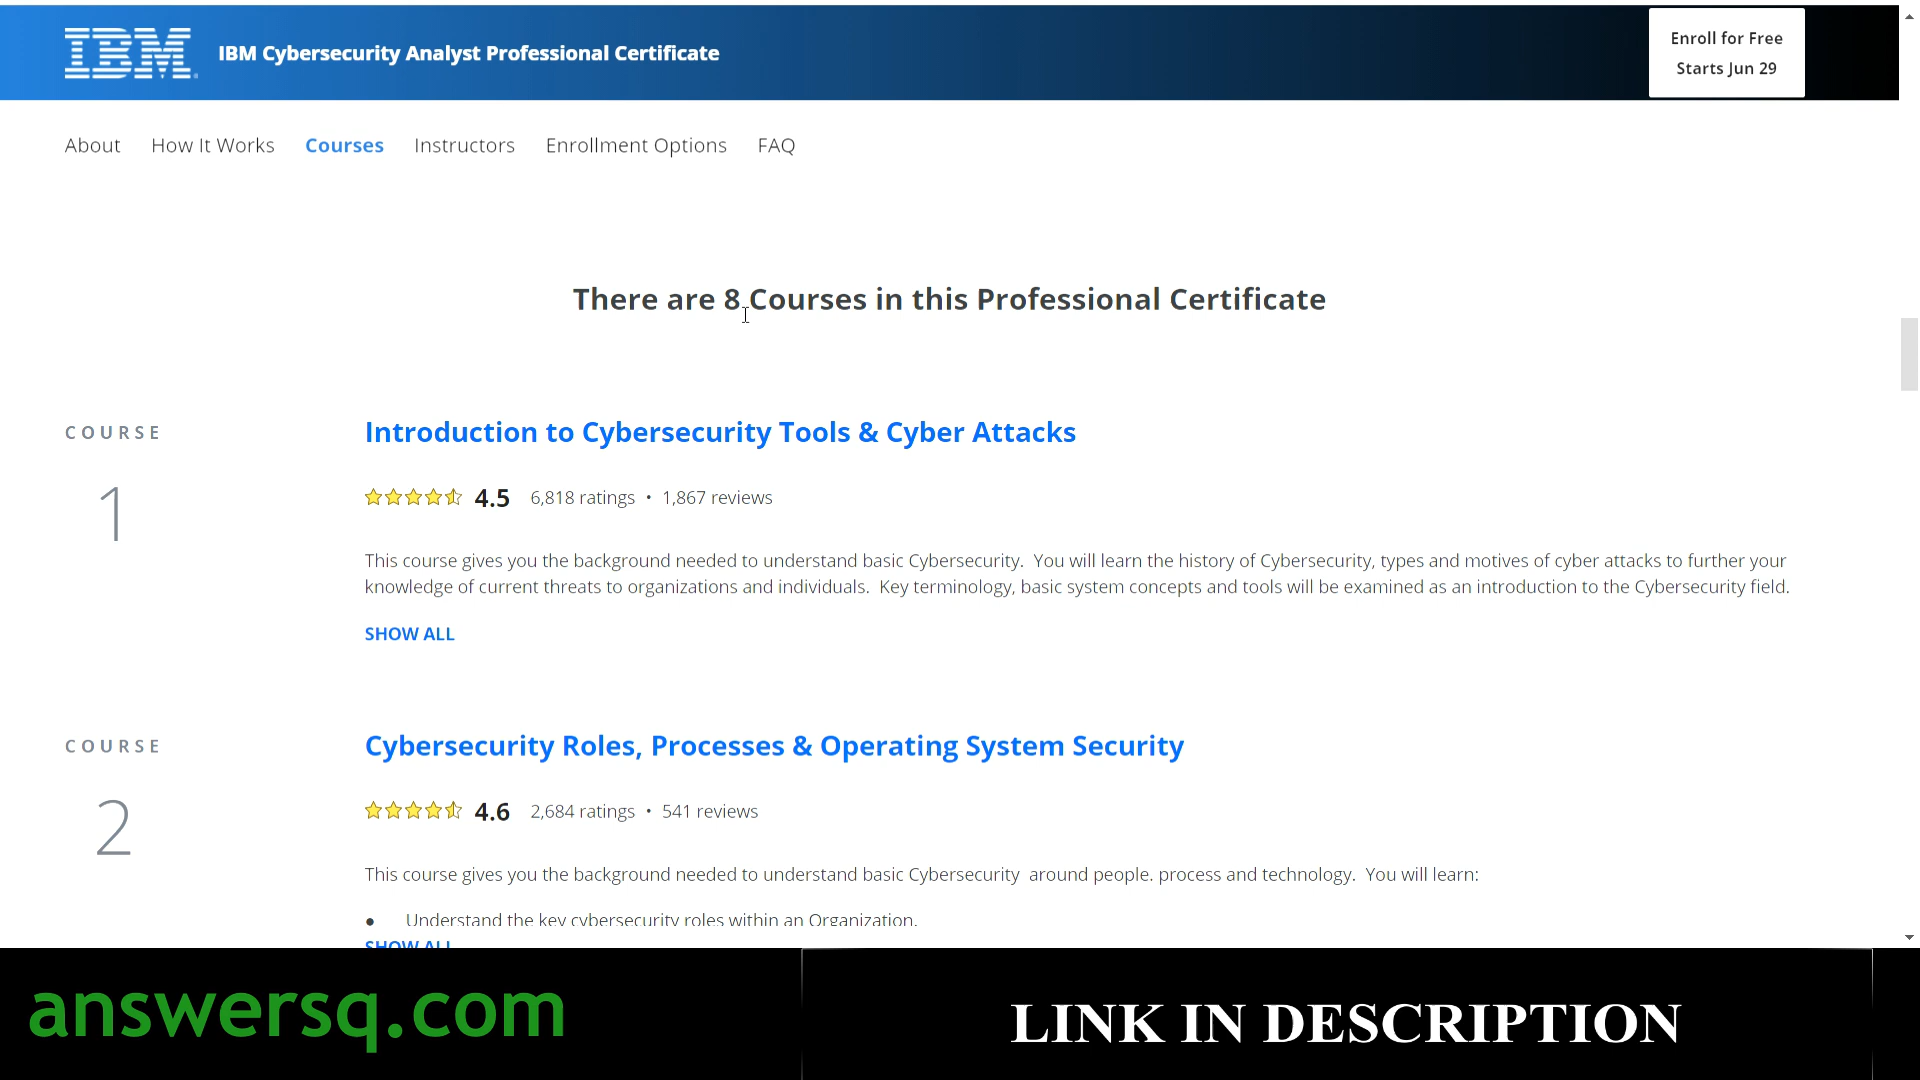 IBM
IBM Cybersecurity Analyst Professional Certificate
Enroll for Free
Starts Jun 29
About How It Works Courses Instructors Enrollment Options FAQ
There are 8 Courses in this Professional Certificate
COURSE
1
Introduction to Cybersecurity Tools & Cyber Attacks
4.5 6,818 ratings • 1,867 reviews
This course gives you the background needed to understand basic Cybersecurity. You will learn the history of Cybersecurity, types and motives of cyber attacks to further your
knowledge of current threats to organizations and individuals. Key terminology, basic system concepts and tools will be examined as an introduction to the Cybersecurity field.
SHOW ALL
COURSE
2
Cybersecurity Roles, Processes & Operating System Security
4.6 2,684 ratings • 541 reviews
This course gives you the background needed to understand basic Cybersecurity around people. process and technology. You will learn:
● Understand the key cybersecurity roles within an Organization.
SHOW ALL
answersq.com
LINK IN DESCRIPTION